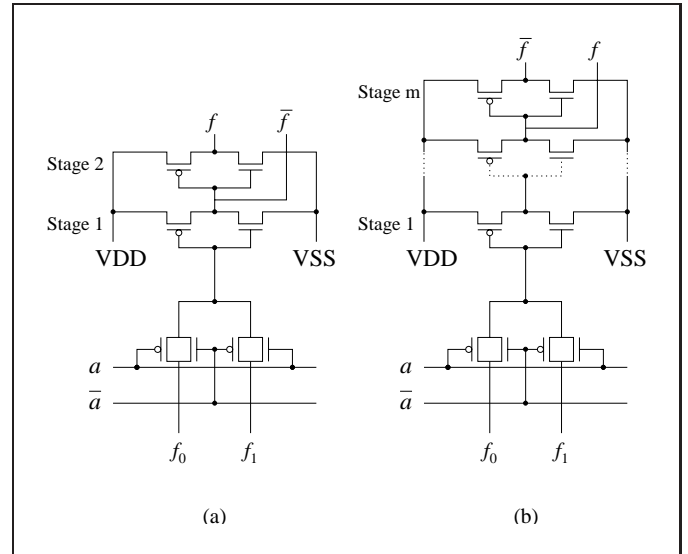 f f̅
Stage 2
Stage 1
VDD VSS
a
a̅
f₀ f₁
(a)
f̅ f
Stage m
Stage 1
VDD VSS
a
a̅
f₀ f₁
(b)